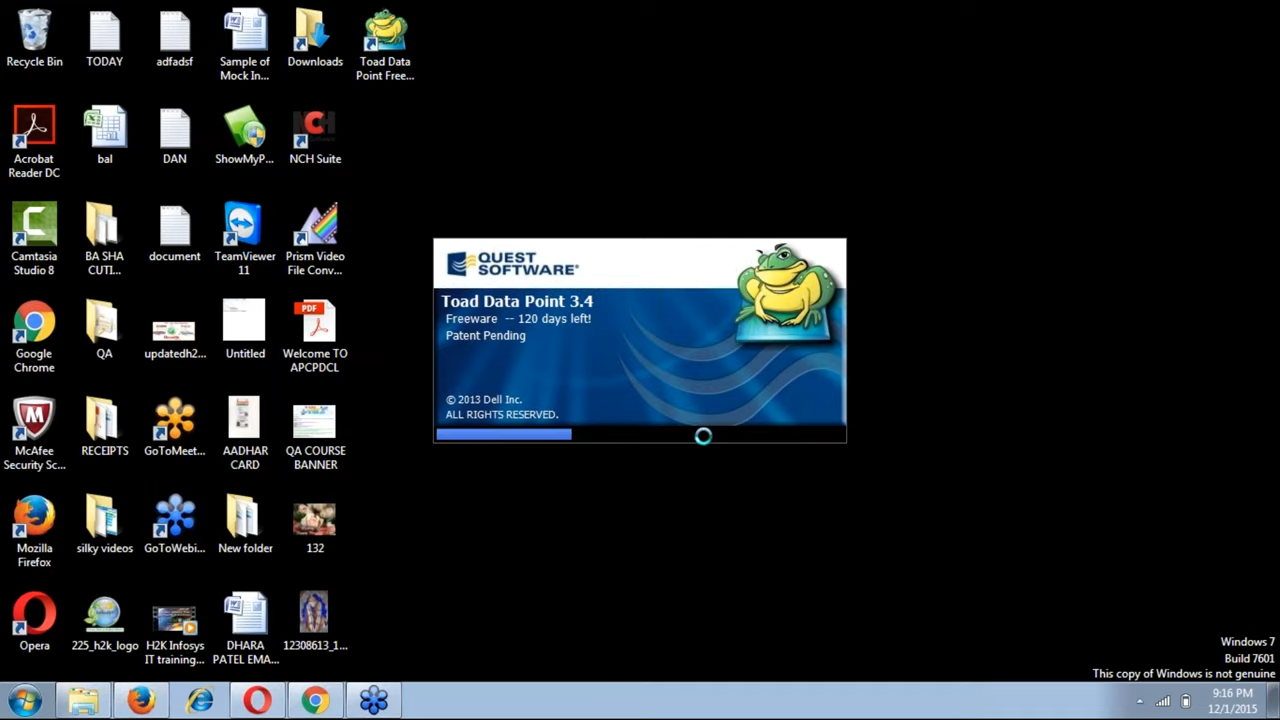 Recycle Bin
TODAY
adfadsf
Sample of
Mock In...
Downloads
Toad Data
Point Free...
Acrobat
Reader DC
bal
DAN
ShowMyP...
NCH Suite
Camtasia
Studio 8
BA SHA
CUTI...
document
TeamViewer
11
Prism Video
File Conv...
Google
Chrome
QA
updatedh2...
Untitled
PDF
Welcome TO
APCPDCL
McAfee
Security Sc...
RECEIPTS
GoToMeet...
AADHAR
CARD
QA COURSE
BANNER
Mozilla
Firefox
silky videos
GoToWebi...
New folder
132
Opera
225_h2k_logo
H2K Infosys
IT training...
DHARA
PATEL EMA...
12308613_1...
QUEST
SOFTWARE®
Toad Data Point 3.4
Freeware -- 120 days left!
Patent Pending
© 2013 Dell Inc.
ALL RIGHTS RESERVED.
Windows 7
Build 7601
This copy of Windows is not genuine
9:16 PM
12/1/2015